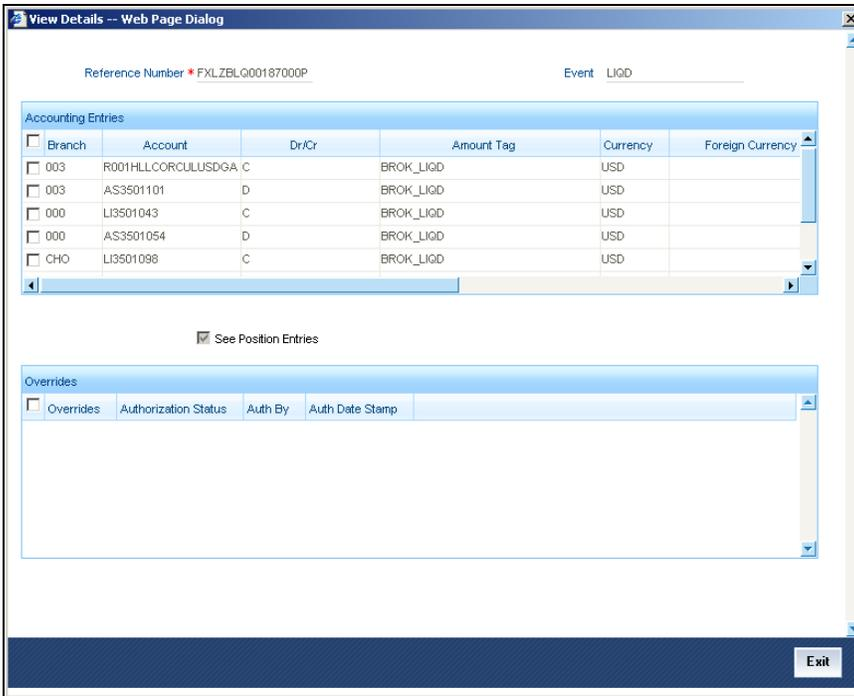 View Details -- Web Page Dialog
Reference Number * FXLZBLQ00187000P Event LIQD
Accounting Entries
Branch Account Dr/Cr Amount Tag Currency Foreign Currency
003 R001HLLCORCULUSDGA C BROK_LIQD USD
003 AS3501101 D BROK_LIQD USD
000 LI3501043 C BROK_LIQD USD
000 AS3501054 D BROK_LIQD USD
CHO LI3501098 C BROK_LIQD USD
See Position Entries
Overrides
Overrides Authorization Status Auth By Auth Date Stamp
Exit